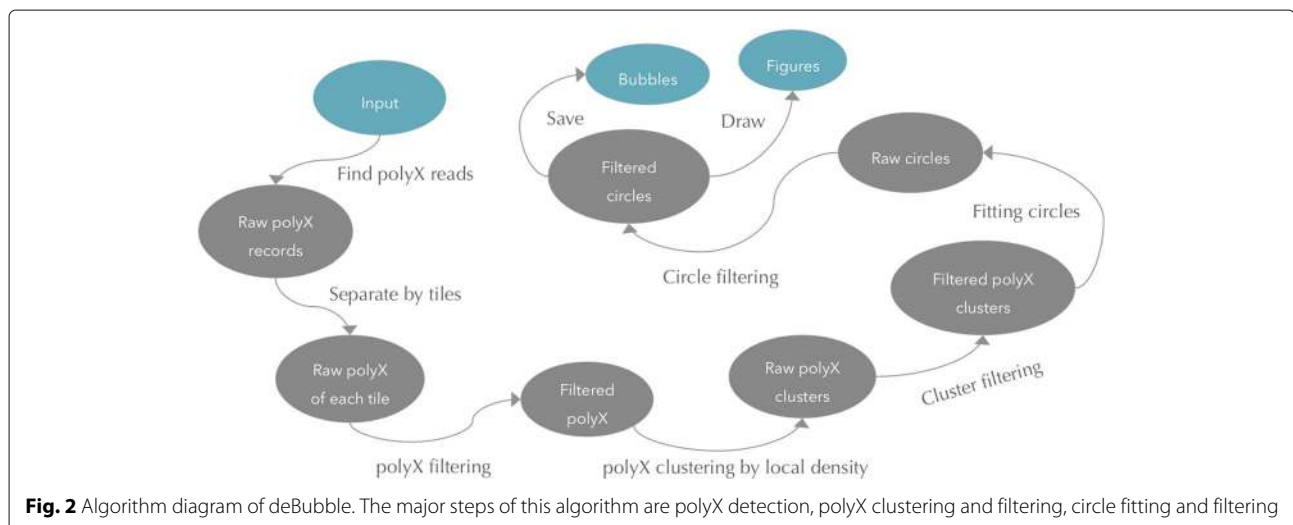 Input
Find polyX reads
Raw polyX
records
Separate by tiles
Raw polyX
of each tile
polyX filtering
Filtered
polyX
polyX clustering by local density
Raw polyX
clusters
Cluster filtering
Filtered polyX
clusters
Fitting circles
Raw circles
Circle filtering
Filtered
circles
Save
Bubbles
Draw
Figures
Fig. 2 Algorithm diagram of deBubble. The major steps of this algorithm are polyX detection, polyX clustering and filtering, circle fitting and filtering